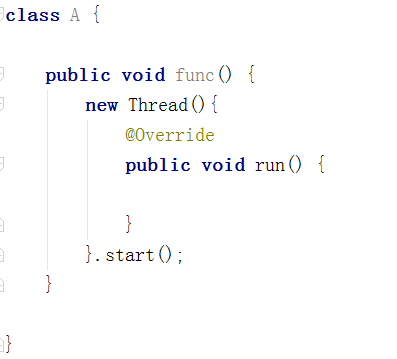 class A {
public void func() {
new Thread(){
@Override
public void run() {
}
}.start();
}
}